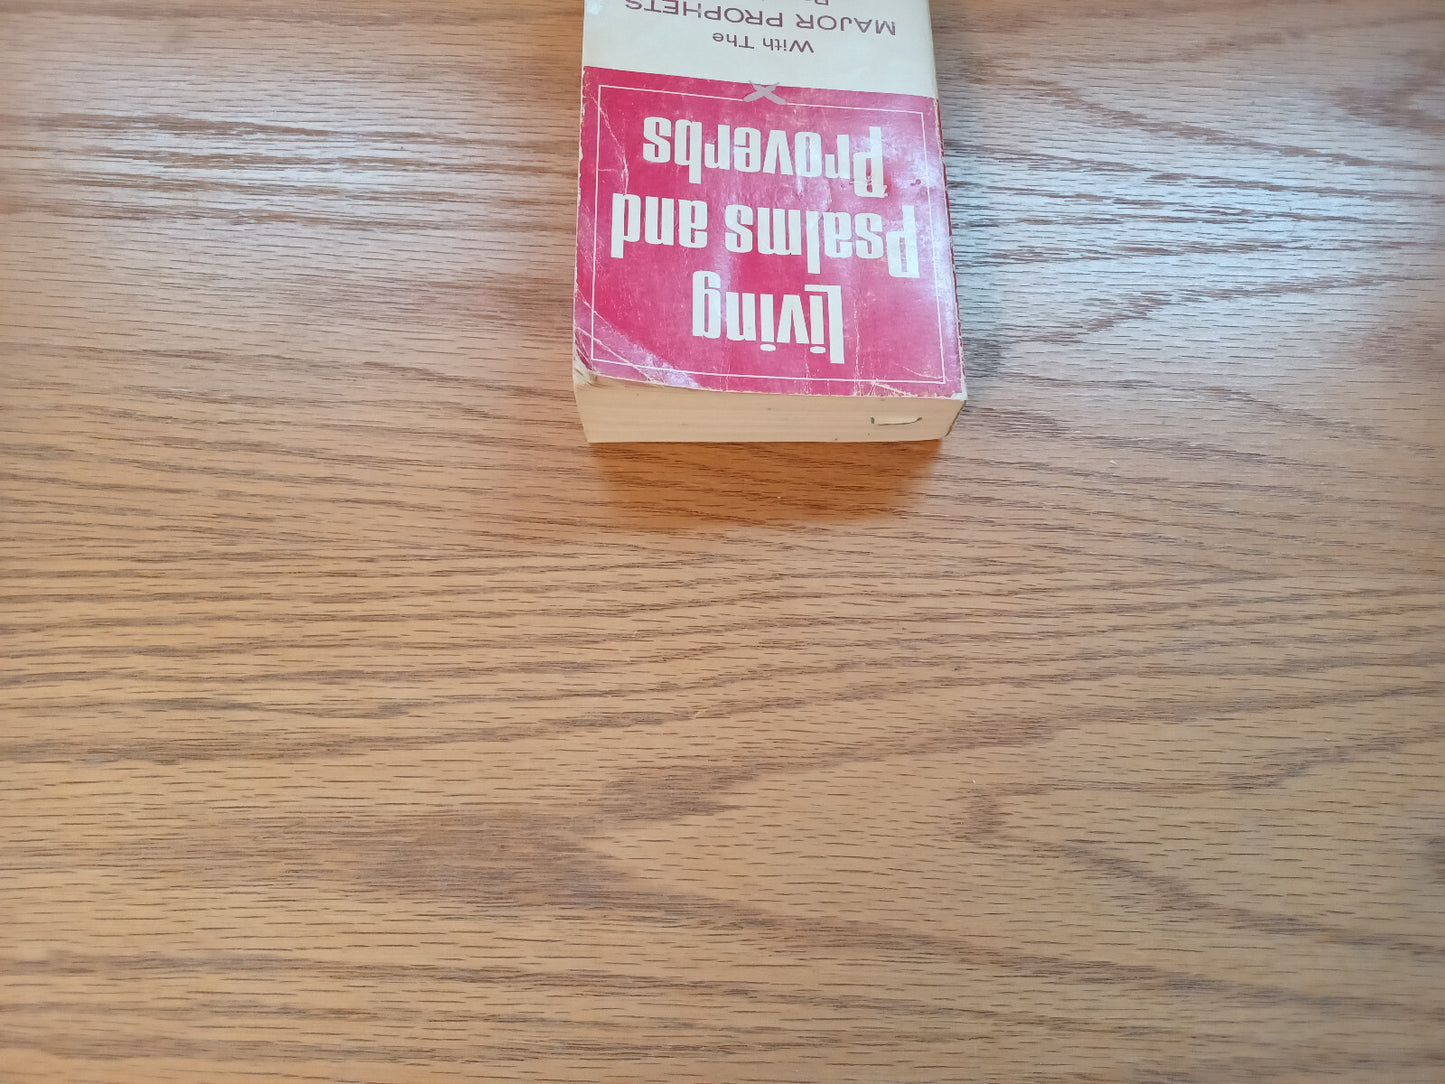 Living
Psalms and
Proverbs
With The
MAJOR PROPHETS